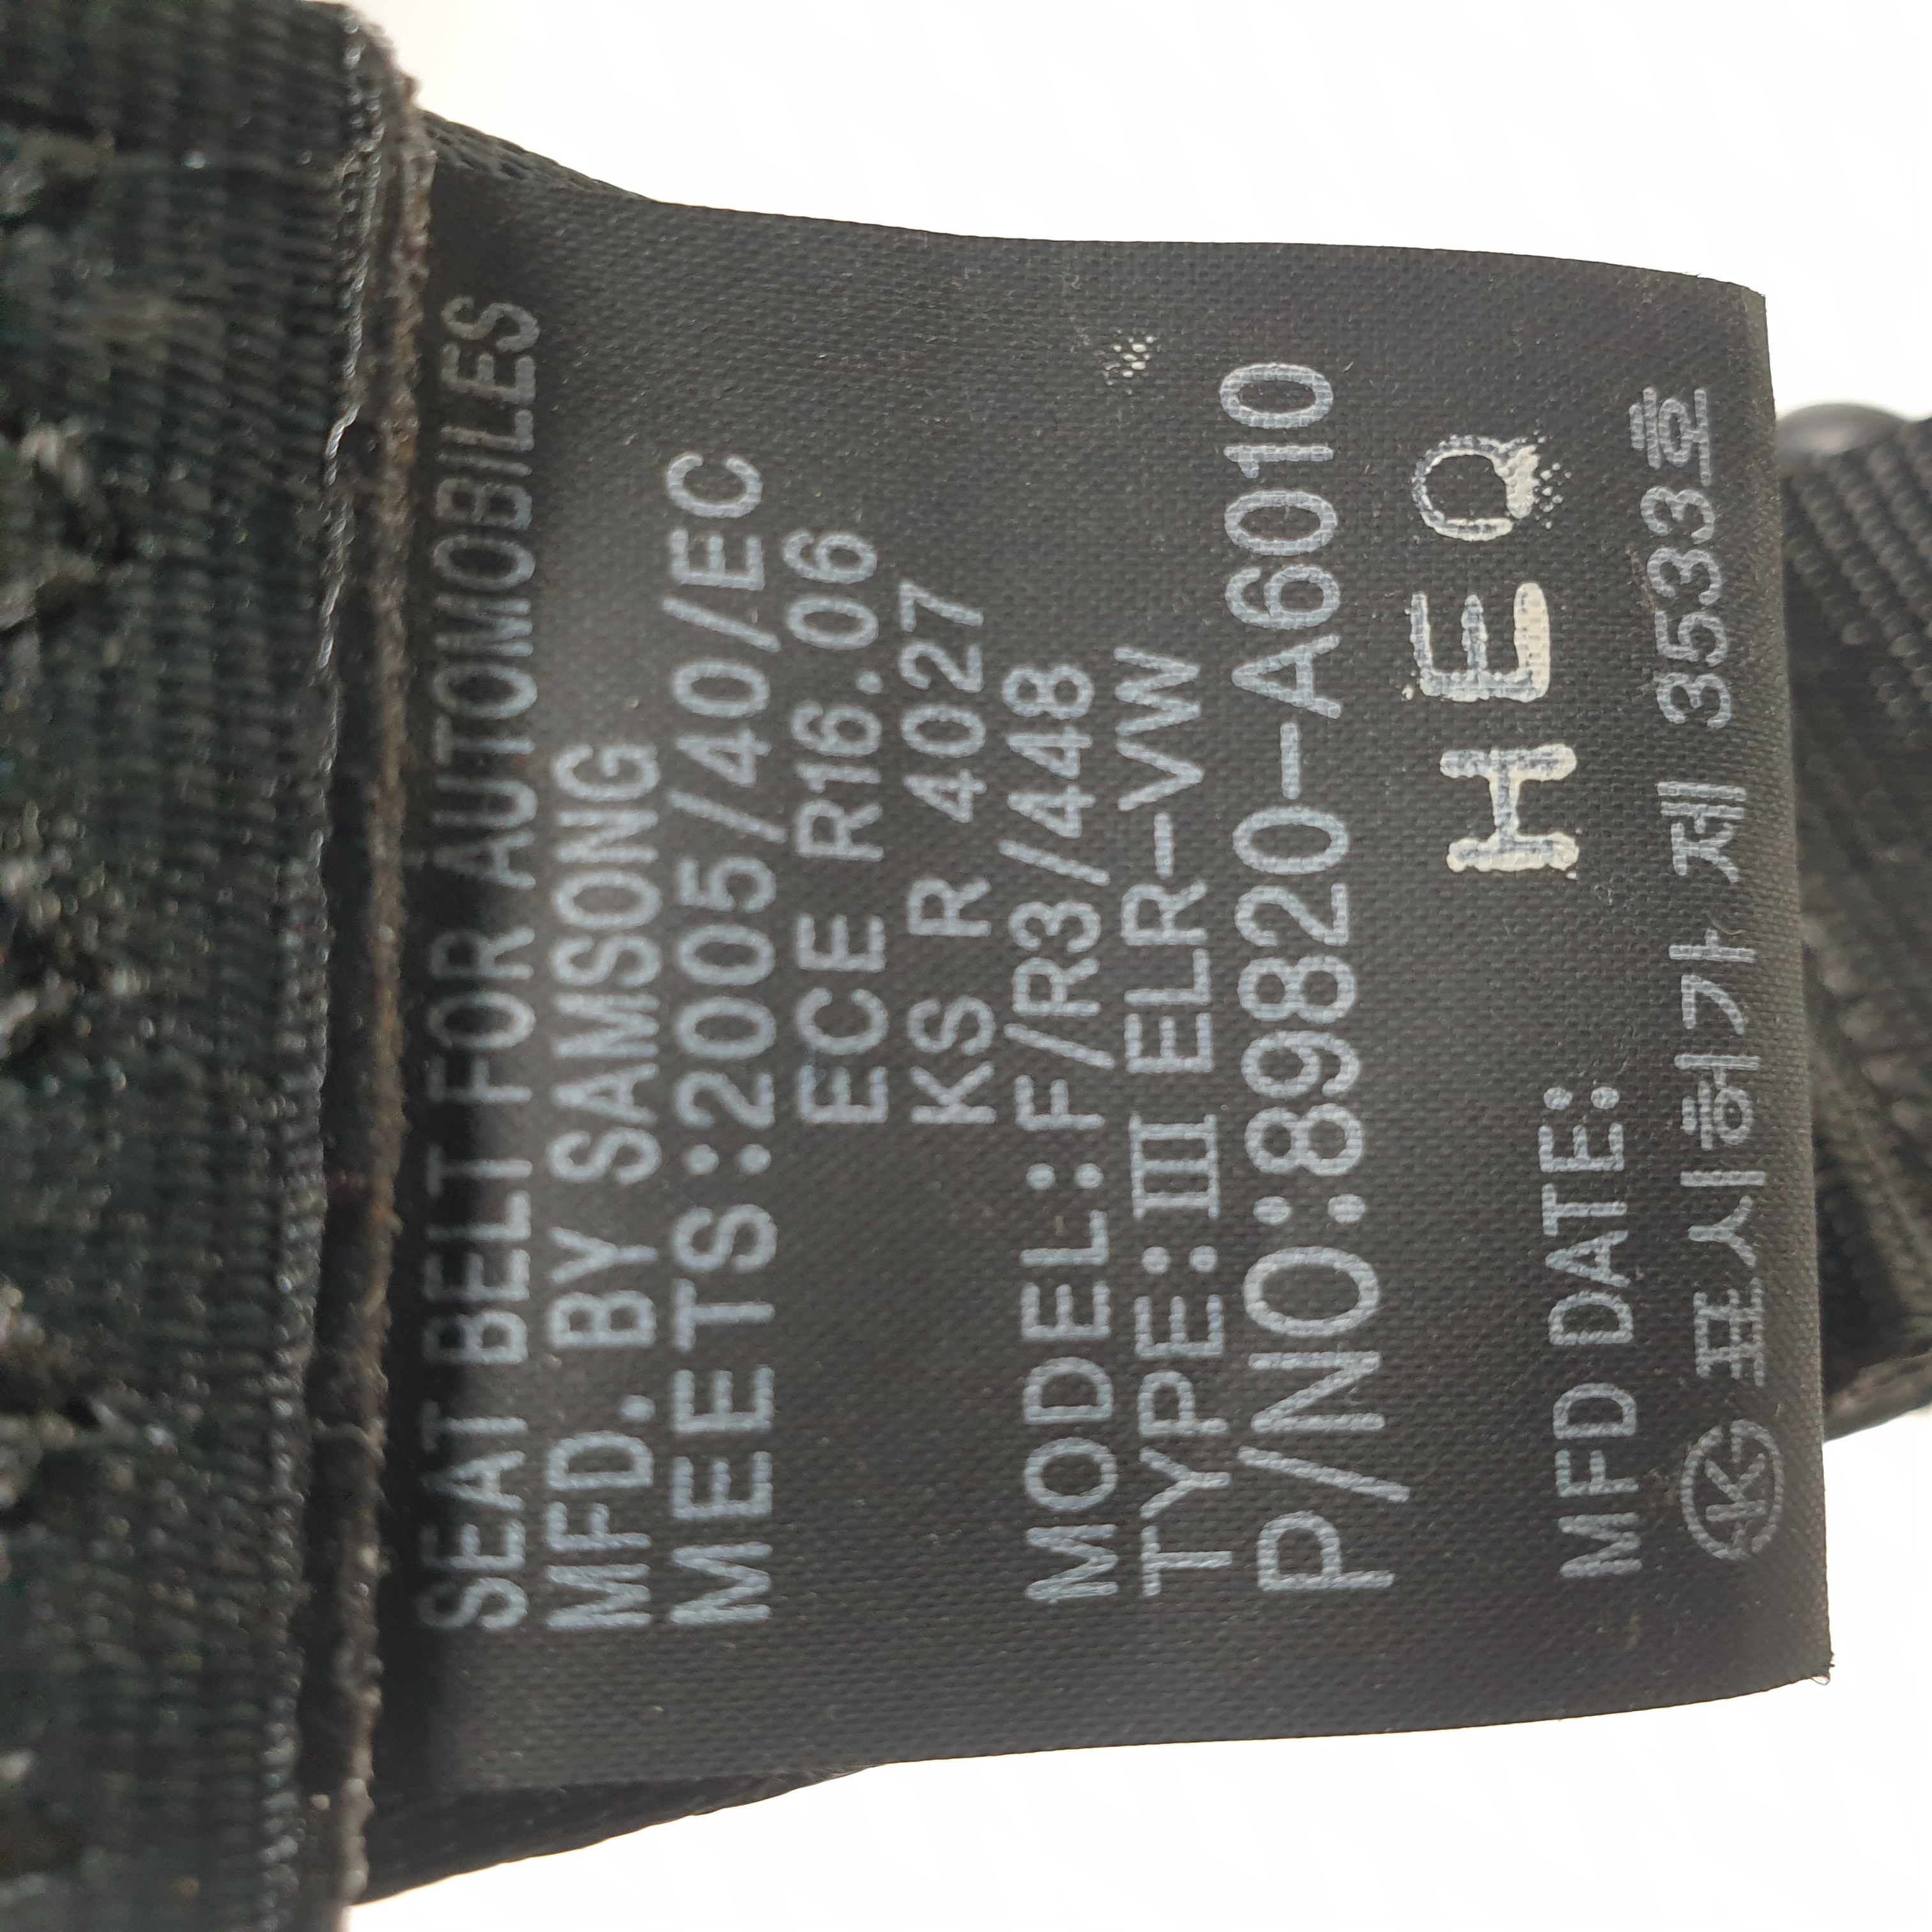 SEAT BELT FOR AUTOMOBILES
MFD. BY SAMSONG
MEETS:2005/40/EC
ECE R16.06
KS R 4027
MODEL:F/R3/448
TYPE:Ⅲ ELR-VW
P/NO:89820-A6010
HEQ
MFD DATE:
K 표시허가 제 3533호